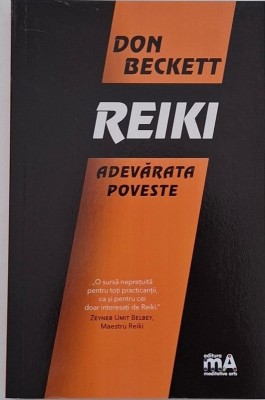 DON
BECKETT
REIKI
ADEVĂRATA
POVESTE
„O sursă neprețuită
pentru toți practicanții,
ca și pentru cei
doar interesați de Reiki.”
ZEYNEB UMIT BELBEY,
Maestru Reiki
editura
mA
meditative arts